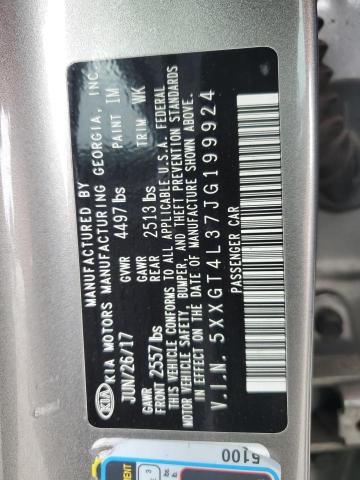 MANUFACTURED BY
KIA KIA MOTORS MANUFACTURING GEORGIA, INC.
JUN/26/17 GVWR 4497 lbs PAINT IM
GAWR FRONT 2557 lbs GAWR REAR 2513 lbs TRIM WK
THIS VEHICLE CONFORMS TO ALL APPLICABLE U.S.A. FEDERAL
MOTOR VEHICLE SAFETY, BUMPER, AND THEFT PREVENTION STANDARDS
IN EFFECT ON THE DATE OF MANUFACTURE SHOWN ABOVE.
V.I.N. 5XXGT4L37JG199924
PASSENGER CAR
5100